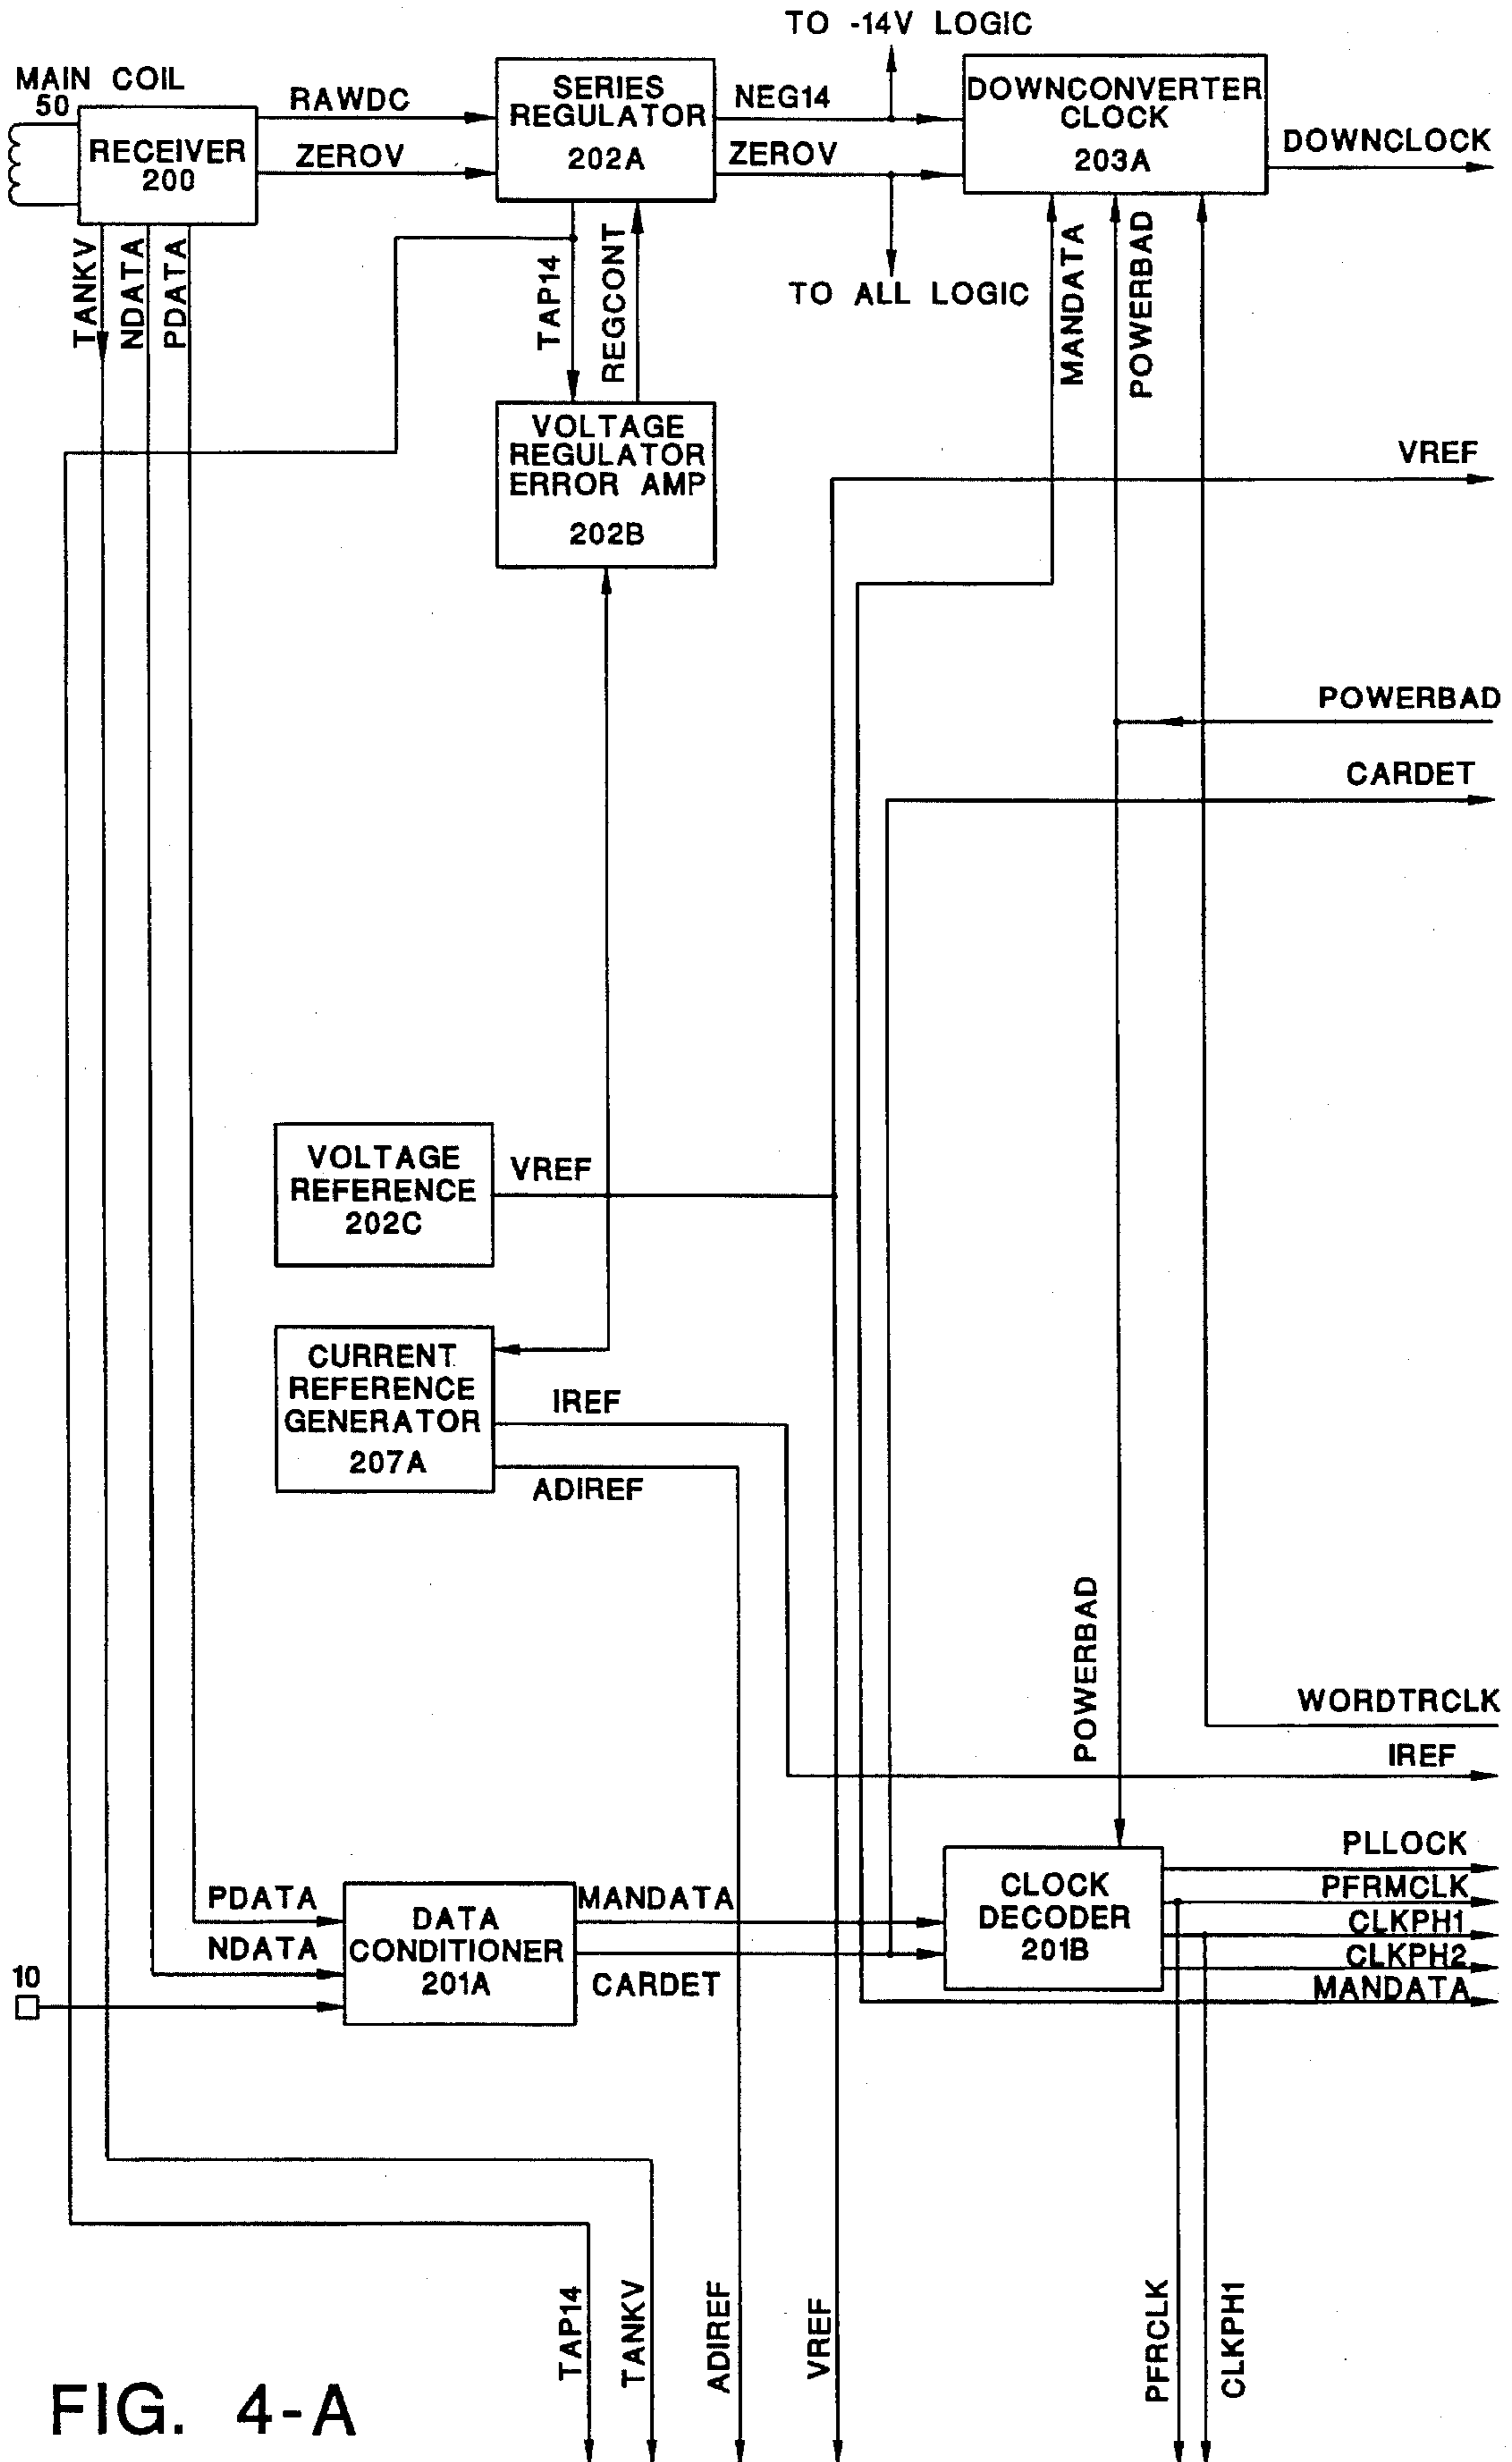 TO -14V LOGIC
MAIN COIL
50
RECEIVER
200
RAWDC
ZEROV
SERIES
REGULATOR
202A
NEG14
ZEROV
DOWNCONVERTER
CLOCK
203A
DOWNCLOCK
TO ALL LOGIC
TANKV
NDATA
PDATA
TAP14
REGCONT
MANDATA
POWERBAD
VOLTAGE
REGULATOR
ERROR AMP
202B
VREF
POWERBAD
CARDET
VOLTAGE
REFERENCE
202C
VREF
CURRENT
REFERENCE
GENERATOR
207A
IREF
ADIREF
POWERBAD
WORDTRCLK
IREF
PDATA
NDATA
10
DATA
CONDITIONER
201A
MANDATA
CARDET
CLOCK
DECODER
201B
PLLOCK
PFRMCLK
CLKPH1
CLKPH2
MANDATA
TAP14
TANKV
ADIREF
VREF
PFRCLK
CLKPH1
FIG. 4-A